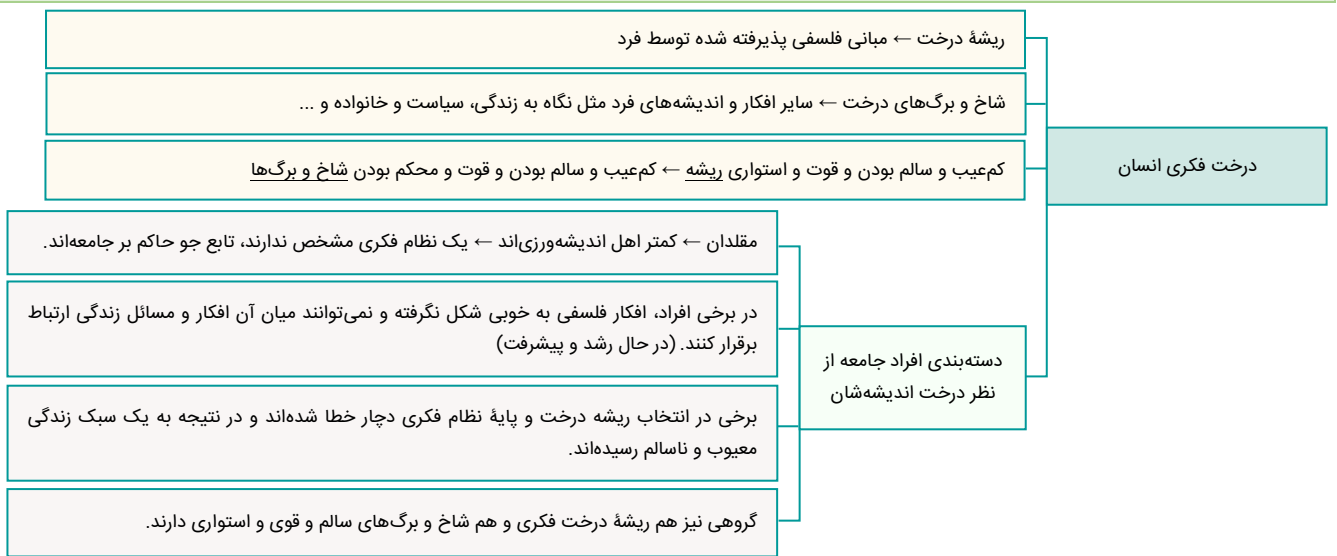 درخت فکری انسان
ریشهٔ درخت ← مبانی فلسفی پذیرفته شده توسط فرد
شاخ و برگ‌های درخت ← سایر افکار و اندیشه‌های فرد مثل نگاه به زندگی، سیاست و خانواده و ...
کم‌عیب و سالم بودن و قوت و استواری ریشه ← کم‌عیب و سالم بودن و قوت و محکم بودن شاخ و برگ‌ها
دسته‌بندی افراد جامعه از
نظر درخت اندیشه‌شان
مقلدان ← کمتر اهل اندیشه‌ورزی‌اند ← یک نظام فکری مشخص ندارند، تابع جو حاکم بر جامعه‌اند.
در برخی افراد، افکار فلسفی به خوبی شکل نگرفته و نمی‌توانند میان آن افکار و مسائل زندگی ارتباط
برقرار کنند. (در حال رشد و پیشرفت)
برخی در انتخاب ریشه درخت و پایهٔ نظام فکری دچار خطا شده‌اند و در نتیجه به یک سبک زندگی
معیوب و ناسالم رسیده‌اند.
گروهی نیز هم ریشهٔ درخت فکری و هم شاخ و برگ‌های سالم و قوی و استواری دارند.